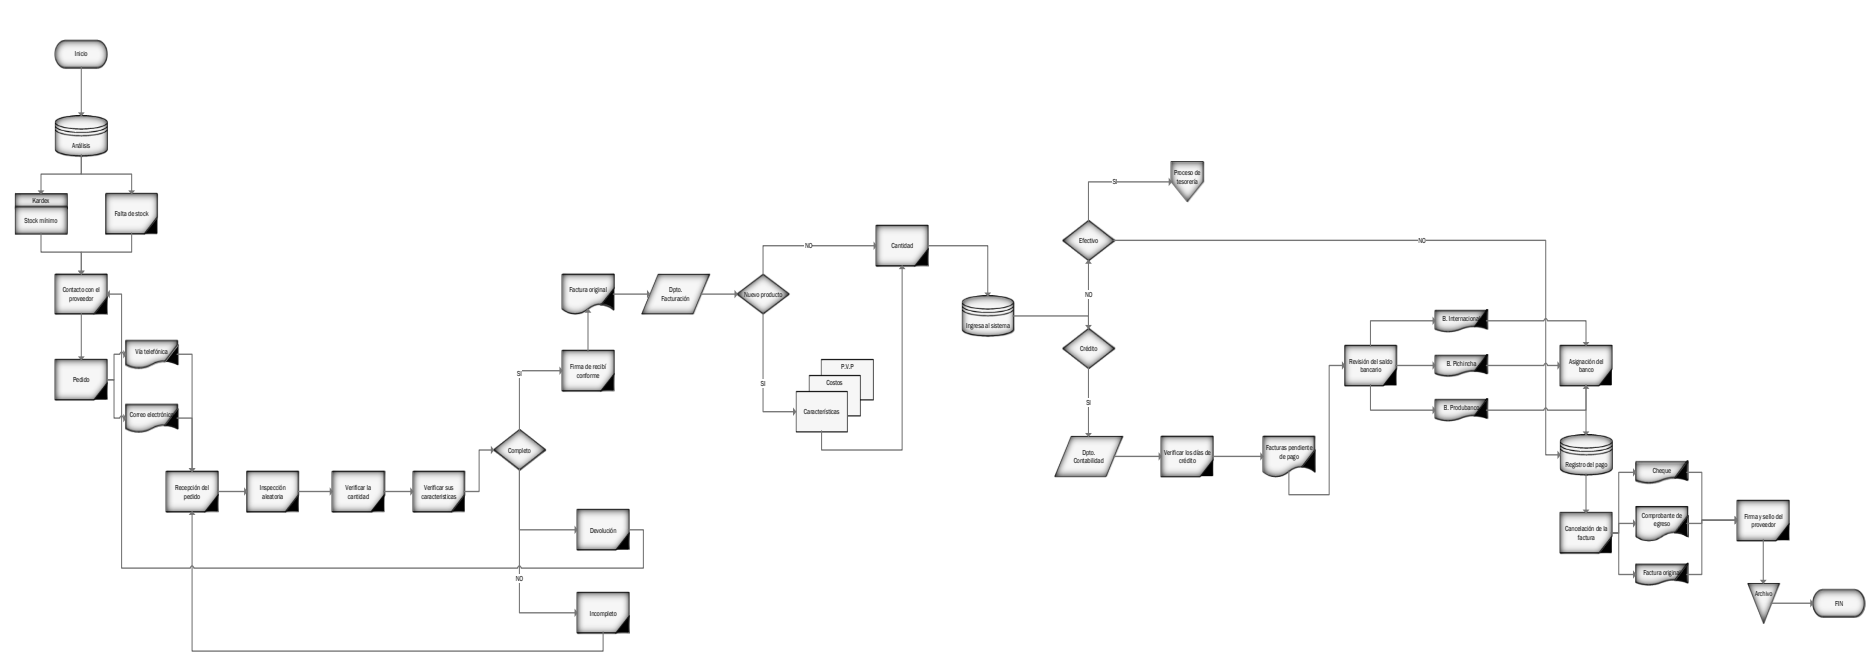 Inicio
Análisis
Kardex
Stock mínimo
Falta de stock
Contacto con el
proveedor
Pedido
Vía telefónica
Correo electrónico
Recepción del
pedido
Inspección
aleatoria
Verificar la
cantidad
Verificar sus
características
Completo
SI
NO
Devolución
Incompleto
Firma de recibí
conforme
Factura original
Dpto.
Facturación
Nuevo producto
NO
SI
P.V.P
Costos
Características
Cantidad
Ingresa al sistema
Crédito
NO
Efectivo
SI
Proceso de
tesorería
NO
SI
Dpto.
Contabilidad
Verificar los días de
crédito
Facturas pendiente
de pago
Revisión del saldo
bancario
B. Internacional
B. Pichincha
B. Produbanco
Asignación del
banco
Registro del pago
Cancelación de la
factura
Cheque
Comprobante de
egreso
Factura original
Firma y sello del
proveedor
Archivo
FIN